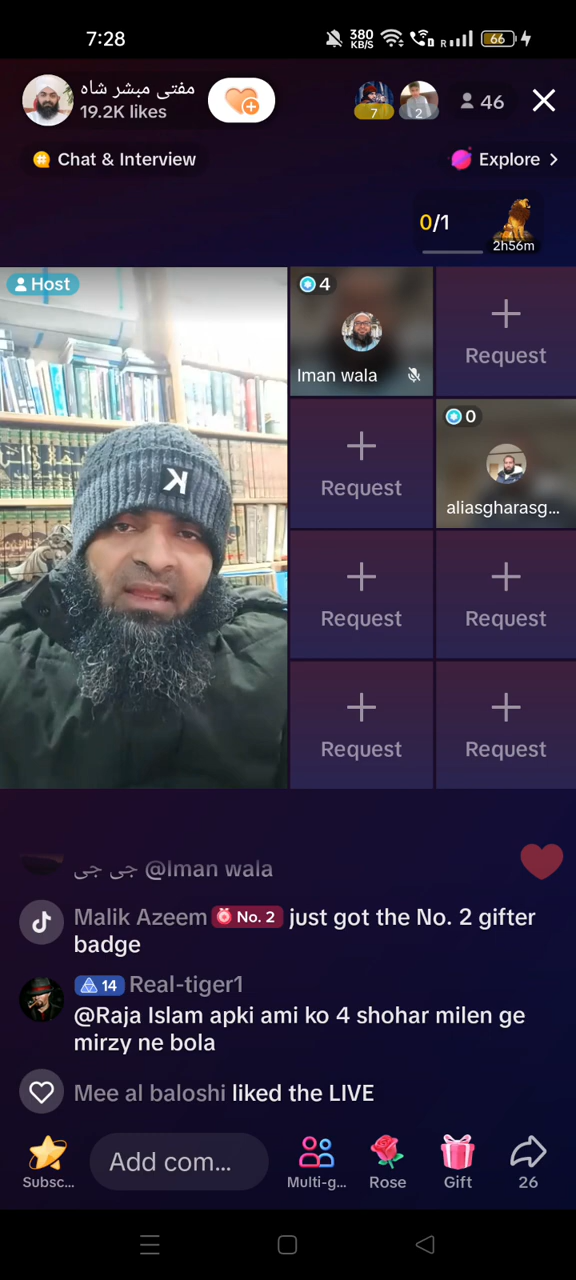 7:28
380
KB/S
R
66
مفتی مبشر شاہ
19.2K likes
7
2
46
Chat & Interview
Explore
0/1
2h56m
Host
4
Iman wala
Request
0
Request
aliasgharasg...
Request
Request
Request
Request
جی جی @Iman wala
Malik Azeem No. 2 just got the No. 2 gifter
badge
14 Real-tiger1
@Raja Islam apki ami ko 4 shohar milen ge
mirzy ne bola
Mee al baloshi liked the LIVE
Add com...
Subsc...
Multi-g...
Rose
Gift
26